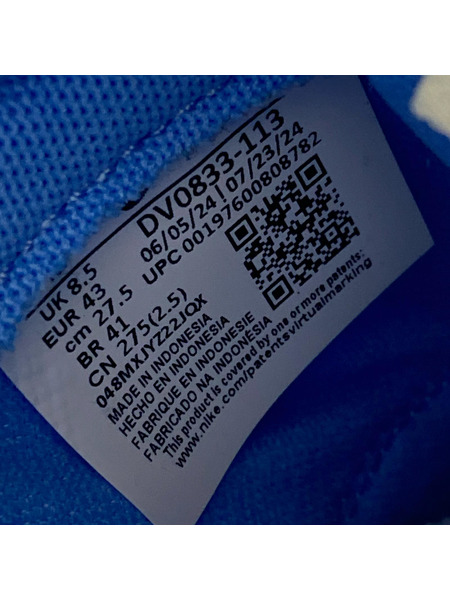 DV0833-113
06/05/24 | 07/23/24
UPC 00197600808782
UK 8.5
EUR 43
cm 27.5
BR 41
CN 275(2.5)
048MXJYZ22JQX
MADE IN INDONESIA
HECHO EN INDONESIA
FABRIQUE EN INDONESIE
FABRICADO NA INDONÉSIA
This product is covered by one or more patents:
www.nike.com/patentsvirtualmarking